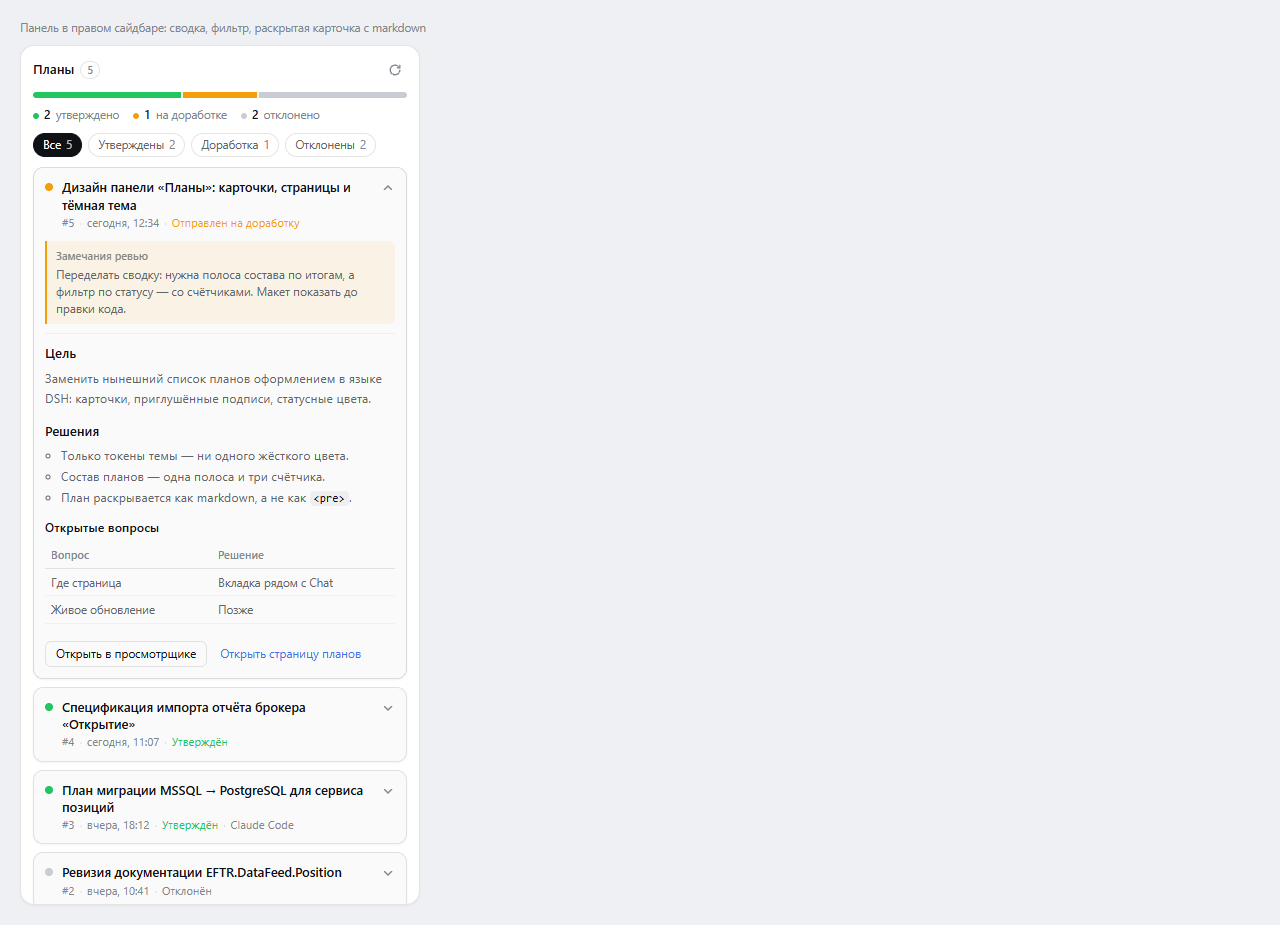 Панель в правом сайдбаре: сводка, фильтр, раскрытая карточка с markdown
Планы 5
2 утверждено 1 на доработке 2 отклонено
Все 5 Утверждены 2 Доработка 1 Отклонены 2
Дизайн панели «Планы»: карточки, страницы и
тёмная тема
#5 · сегодня, 12:34 · Отправлен на доработку
Замечания ревью
Переделать сводку: нужна полоса состава по итогам, а
фильтр по статусу — со счётчиками. Макет показать до
правки кода.
Цель
Заменить нынешний список планов оформлением в языке
DSH: карточки, приглушённые подписи, статусные цвета.
Решения
Только токены темы — ни одного жёсткого цвета.
Состав планов — одна полоса и три счётчика.
План раскрывается как markdown, а не как <pre>.
Открытые вопросы
Вопрос Решение
Где страница Вкладка рядом с Chat
Живое обновление Позже
Открыть в просмотрщике Открыть страницу планов
Спецификация импорта отчёта брокера
«Открытие»
#4 · сегодня, 11:07 · Утверждён
План миграции MSSQL → PostgreSQL для сервиса
позиций
#3 · вчера, 18:12 · Утверждён · Claude Code
Ревизия документации EFTR.DataFeed.Position
#2 · вчера, 10:41 · Отклонён